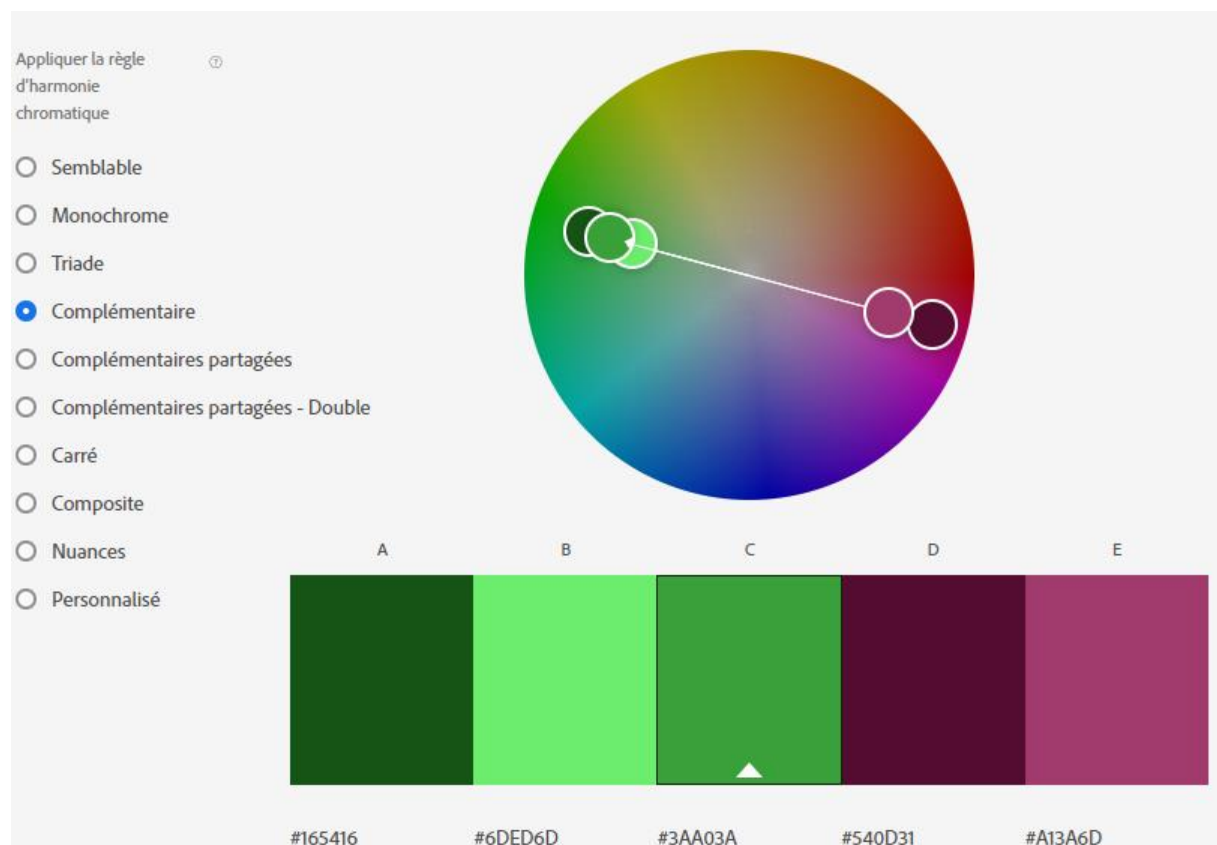 Appliquer la règle
d'harmonie
chromatique
Semblable
Monochrome
Triade
Complémentaire
Complémentaires partagées
Complémentaires partagées - Double
Carré
Composite
Nuances
Personnalisé
A B C D E
#165416 #6DED6D #3AA03A #540D31 #A13A6D